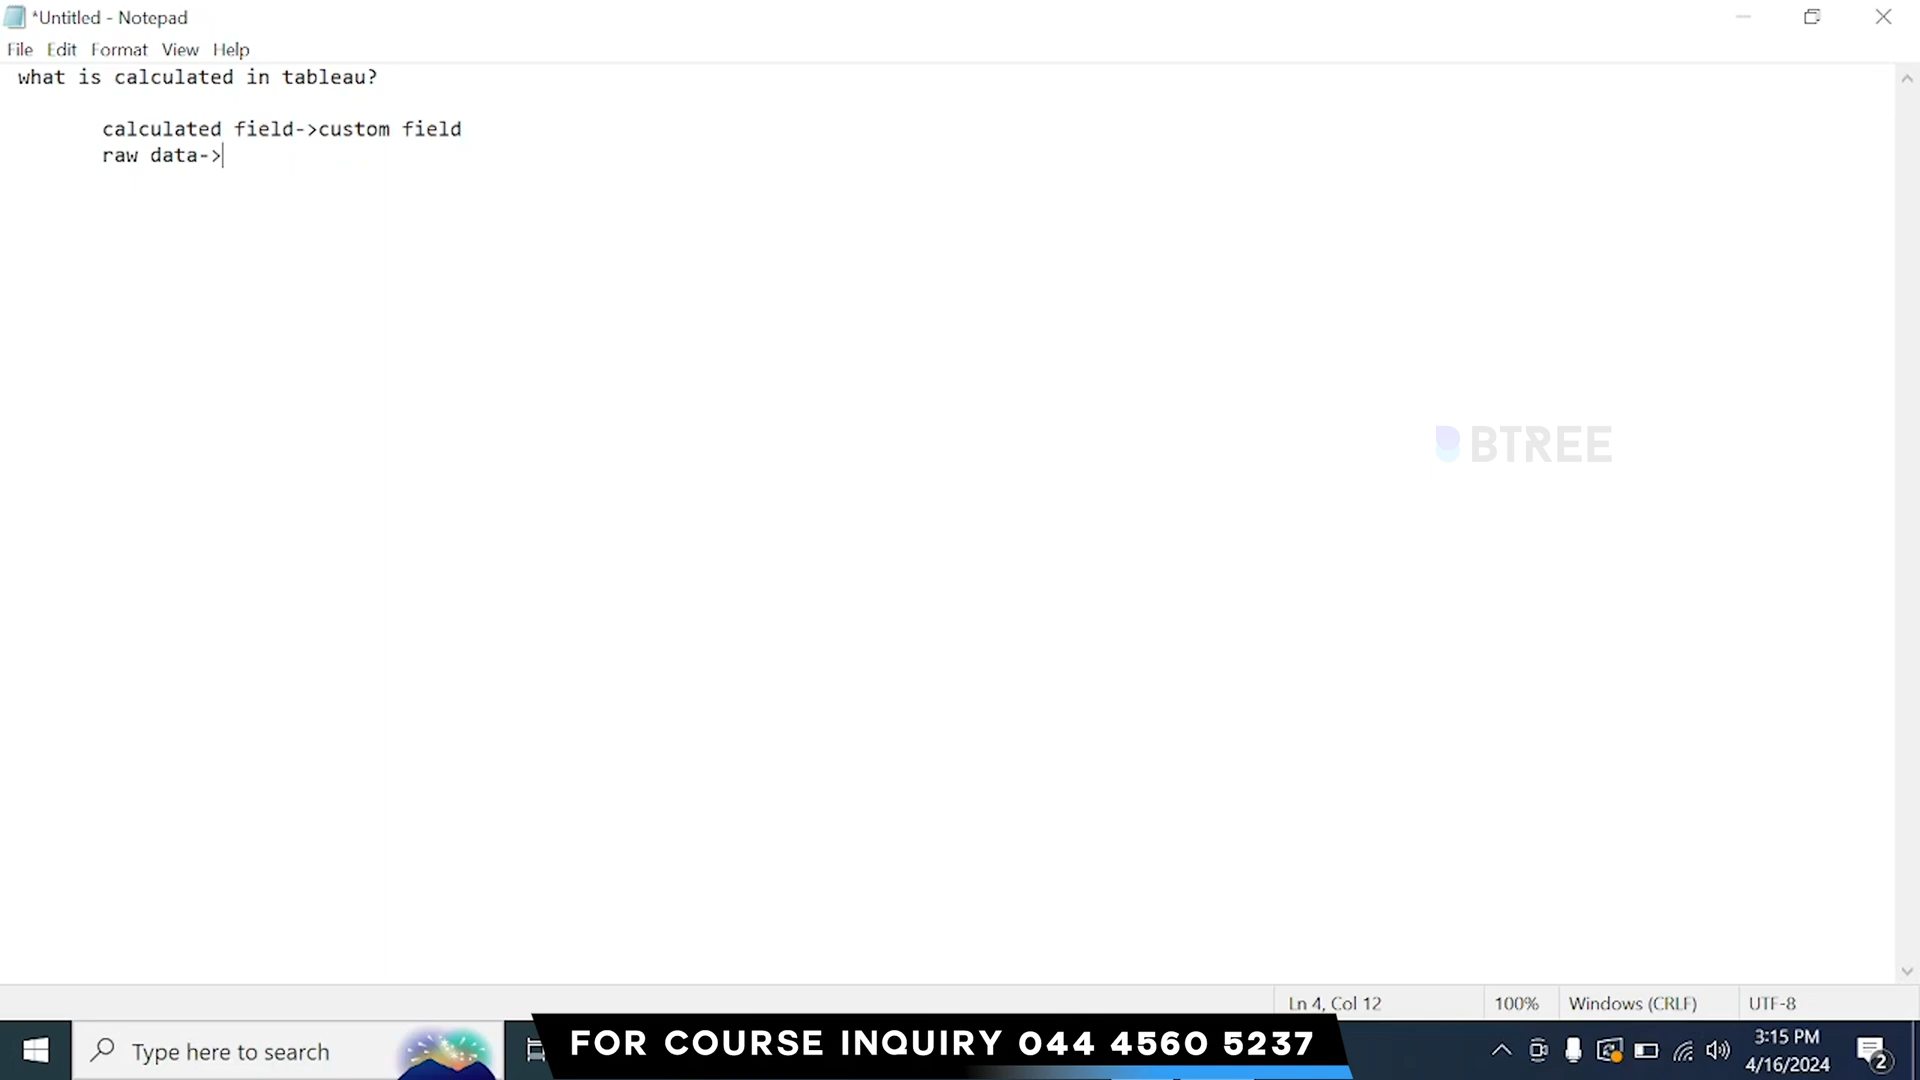 *Untitled - Notepad
File Edit Format View Help
what is calculated in tableau?
calculated field->custom field
raw data->
BTREE
Ln 4, Col 12 100% Windows (CRLF) UTF-8
Type here to search
FOR COURSE INQUIRY 044 4560 5237
3:15 PM
4/16/2024
2